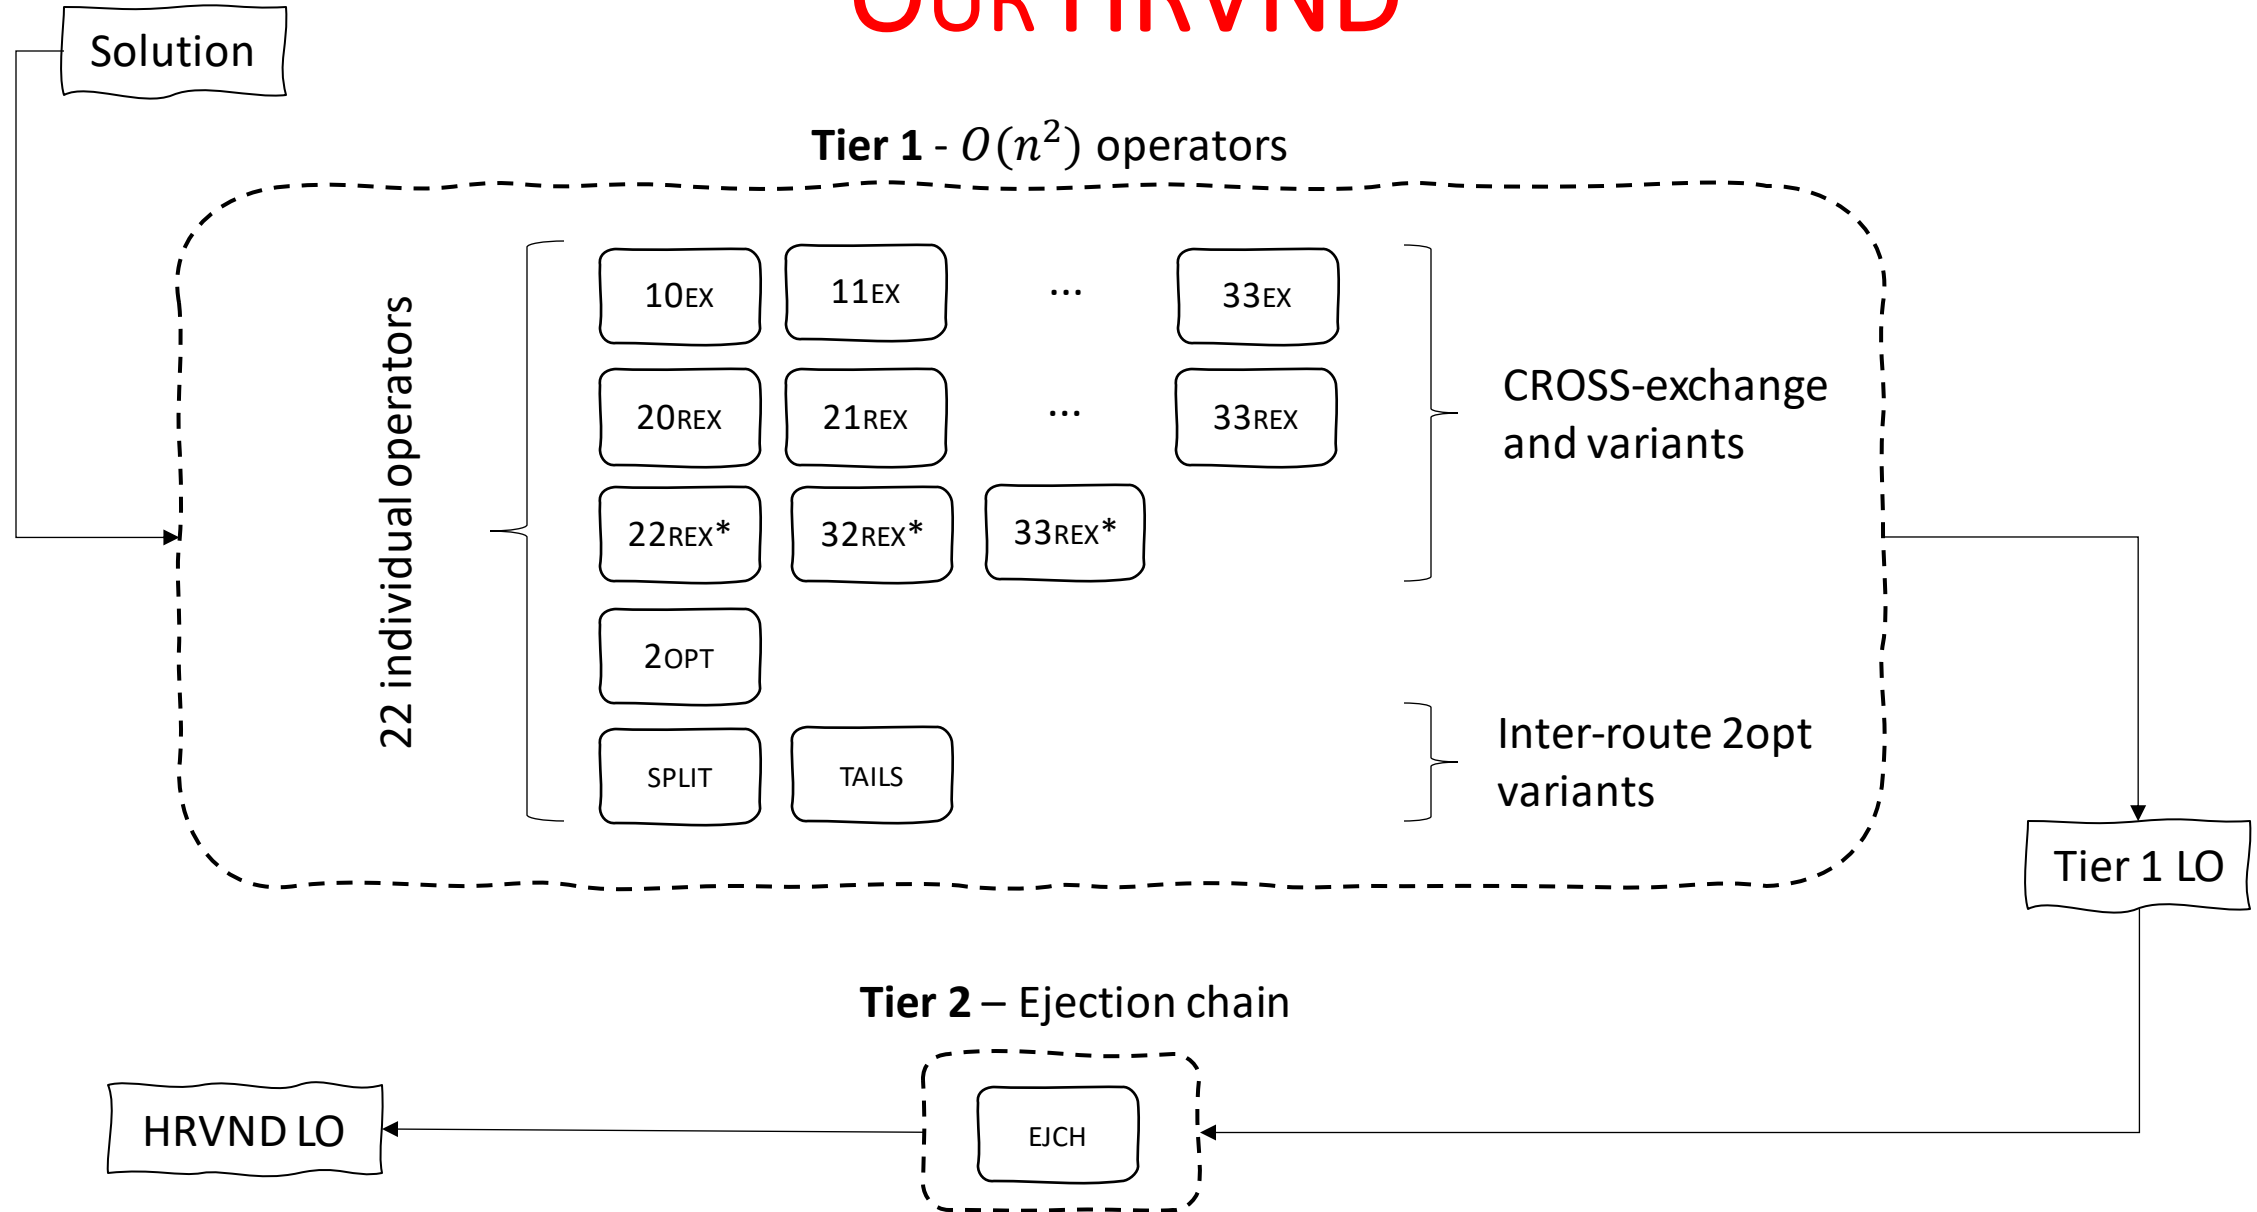 OUR HRVND
Solution
Tier 1 - O(n²) operators
22 individual operators
10EX
11EX
...
33EX
20REX
21REX
...
33REX
22REX*
32REX*
33REX*
2OPT
SPLIT
TAILS
CROSS-exchange
and variants
Inter-route 2opt
variants
Tier 1 LO
Tier 2 – Ejection chain
EJCH
HRVND LO